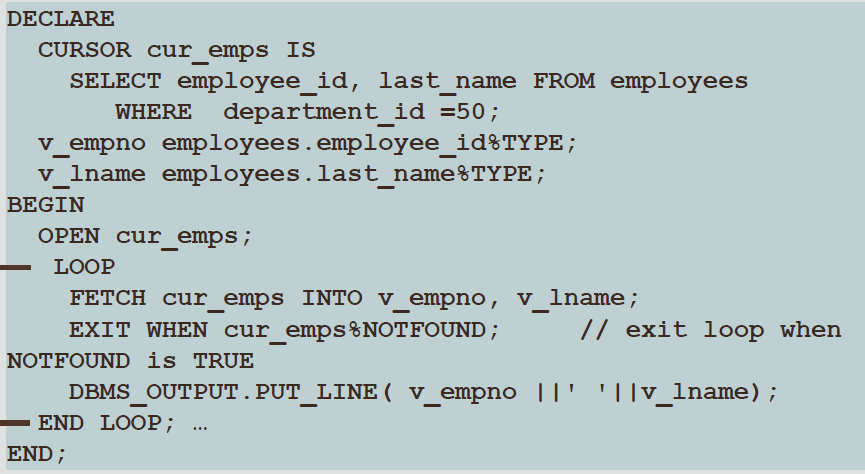 DECLARE
CURSOR cur_emps IS
SELECT employee_id, last_name FROM employees
WHERE department_id =50;
v_empno employees.employee_id%TYPE;
v_lname employees.last_name%TYPE;
BEGIN
OPEN cur_emps;
LOOP
FETCH cur_emps INTO v_empno, v_lname;
EXIT WHEN cur_emps%NOTFOUND; // exit loop when
NOTFOUND is TRUE
DBMS_OUTPUT.PUT_LINE( v_empno ||' '||v_lname);
END LOOP; …
END;